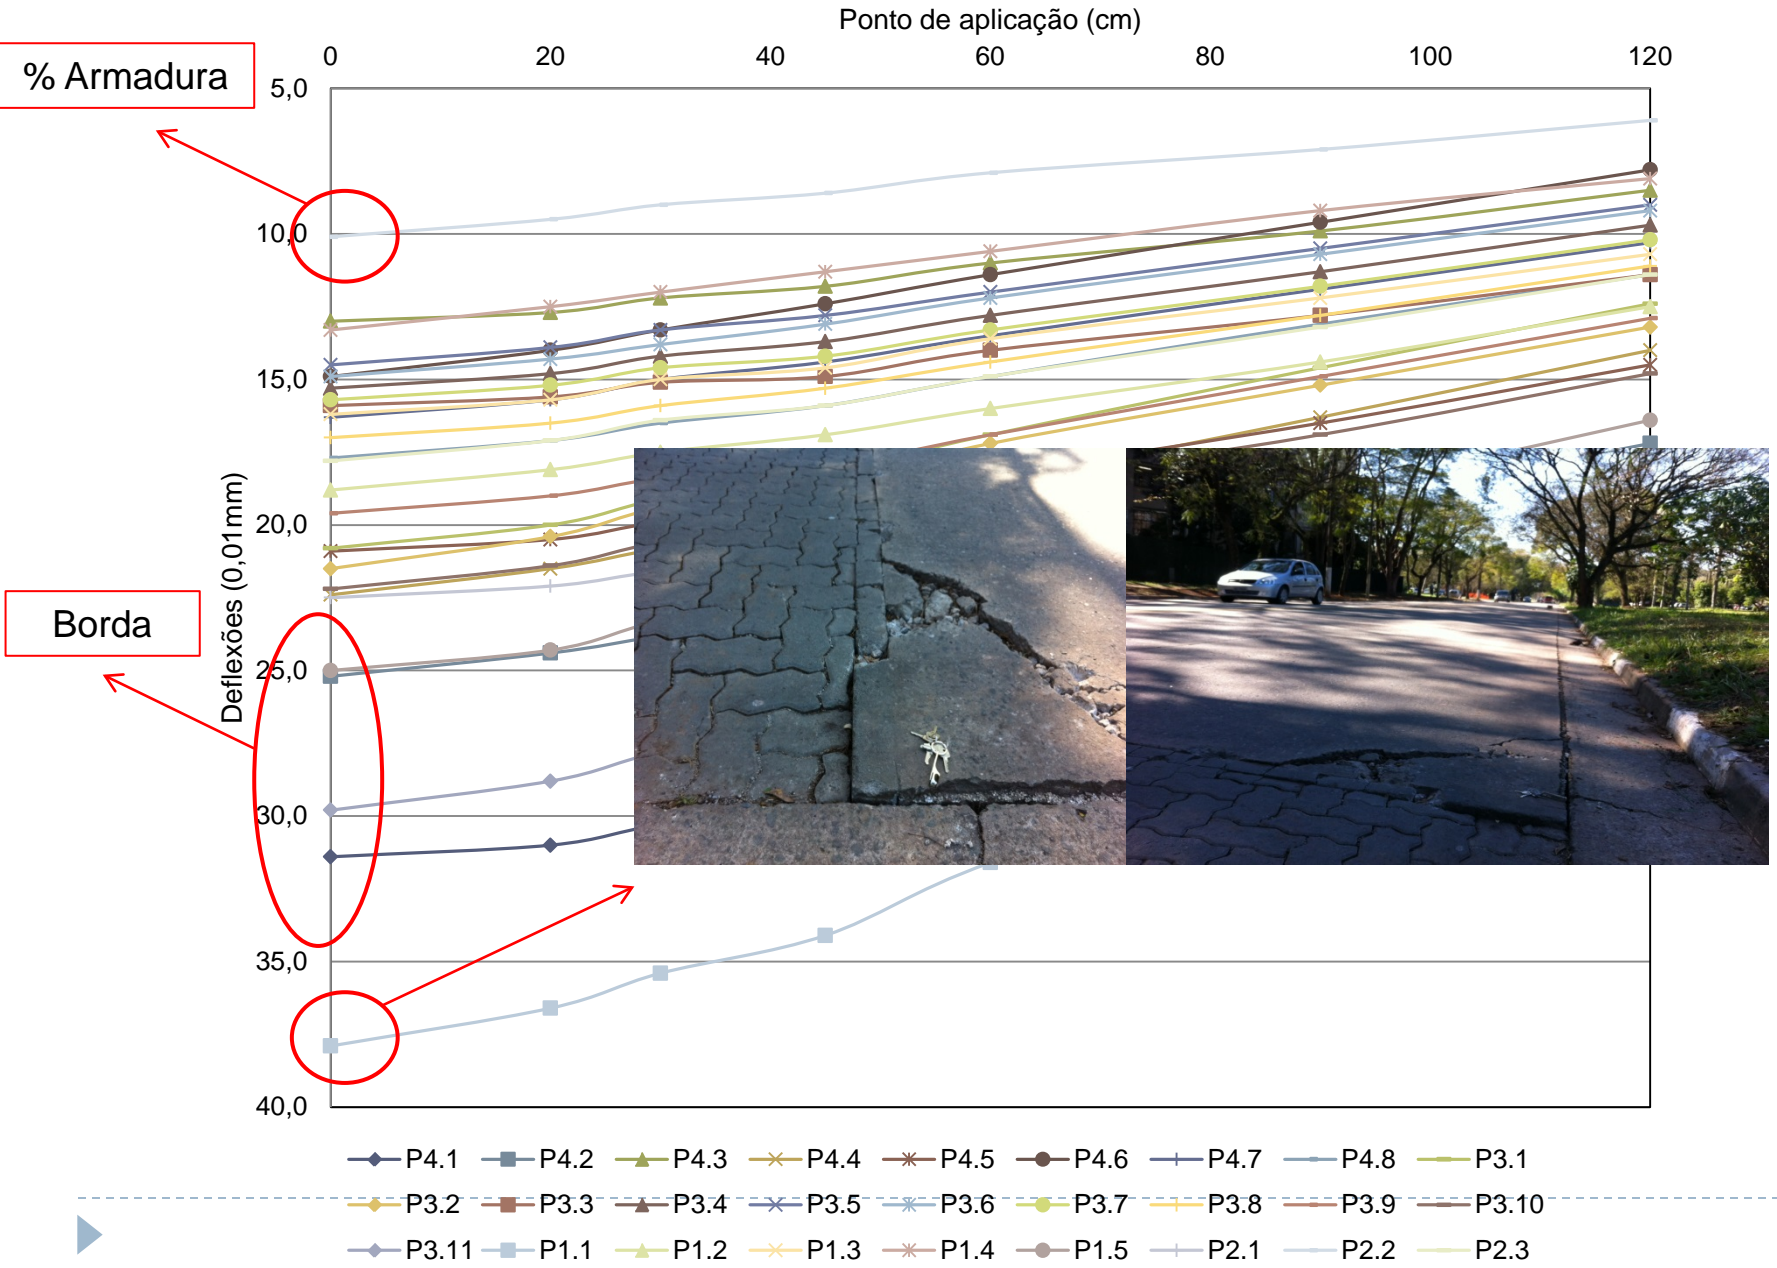 Ponto de aplicação (cm)
0 20 40 60 80 100 120
% Armadura
5,0
10,0
15,0
20,0
25,0
30,0
35,0
40,0
Deflexões (0,01mm)
Borda
P4.1 P4.2 P4.3 P4.4 P4.5 P4.6 P4.7 P4.8 P3.1
P3.2 P3.3 P3.4 P3.5 P3.6 P3.7 P3.8 P3.9 P3.10
P3.11 P1.1 P1.2 P1.3 P1.4 P1.5 P2.1 P2.2 P2.3